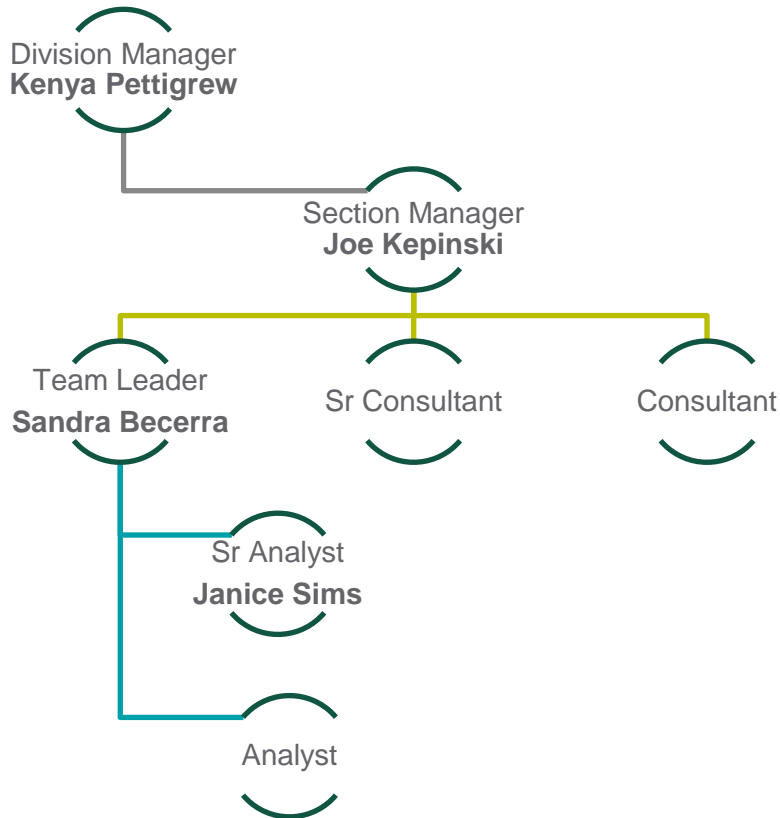 Division Manager
Kenya Pettigrew
Section Manager
Joe Kepinski
Team Leader
Sandra Becerra
Sr Consultant
Consultant
Sr Analyst
Janice Sims
Analyst